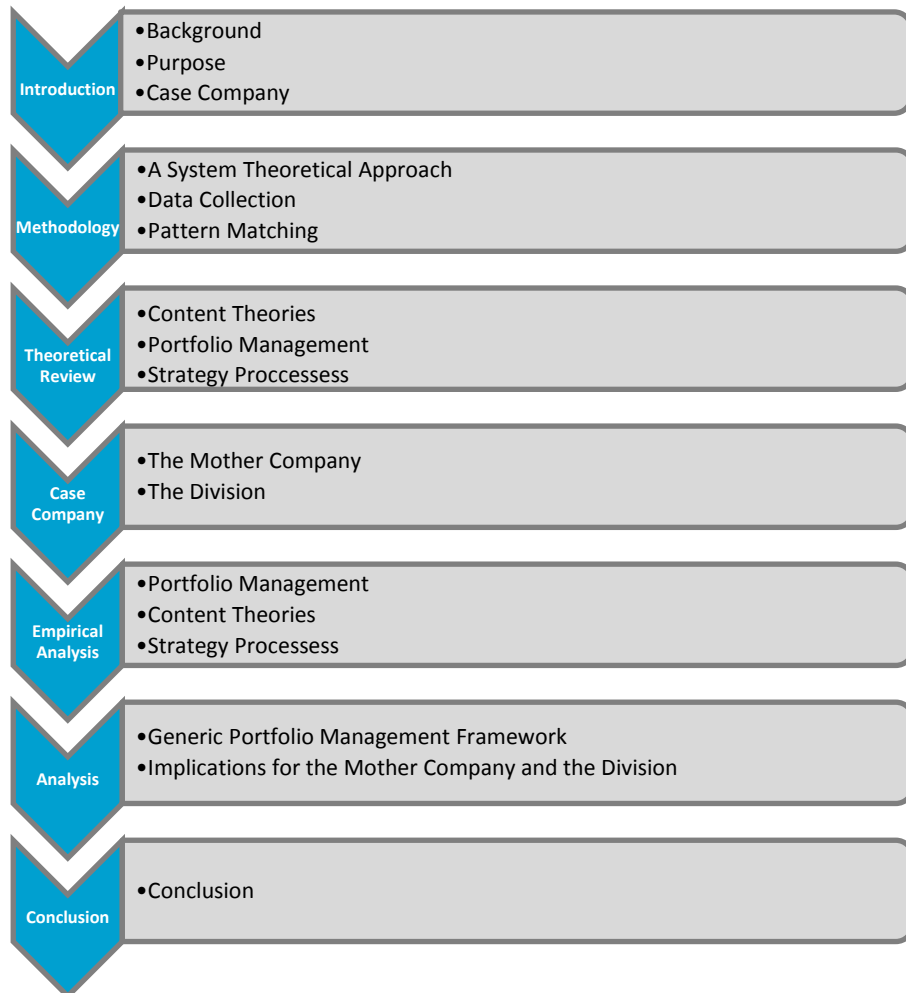 Introduction
•Background
•Purpose
•Case Company
Methodology
•A System Theoretical Approach
•Data Collection
•Pattern Matching
Theoretical
Review
•Content Theories
•Portfolio Management
•Strategy Proccessess
Case
Company
•The Mother Company
•The Division
Empirical
Analysis
•Portfolio Management
•Content Theories
•Strategy Processess
Analysis
•Generic Portfolio Management Framework
•Implications for the Mother Company and the Division
Conclusion
•Conclusion